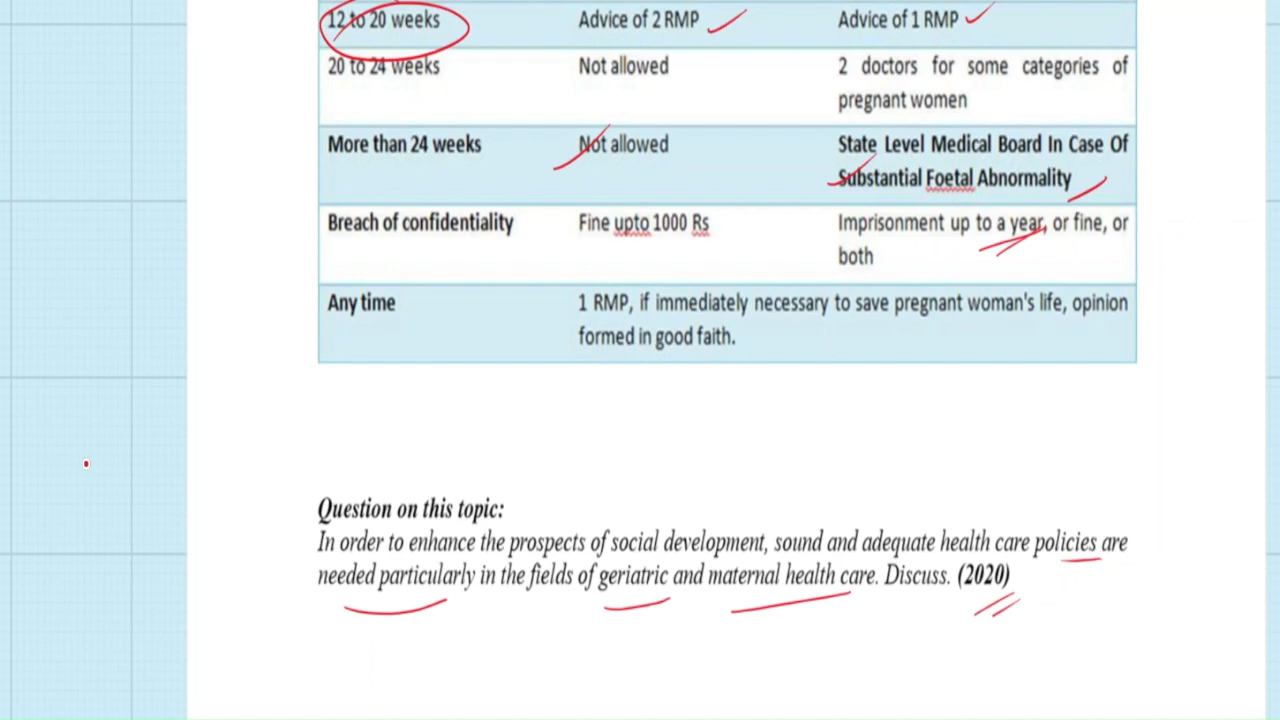 12 to 20 weeks Advice of 2 RMP Advice of 1 RMP
20 to 24 weeks Not allowed 2 doctors for some categories of
pregnant women
More than 24 weeks Not allowed State Level Medical Board In Case Of
Substantial Foetal Abnormality
Breach of confidentiality Fine upto 1000 Rs Imprisonment up to a year, or fine, or
both
Any time 1 RMP, if immediately necessary to save pregnant woman's life, opinion
formed in good faith.
Question on this topic:
In order to enhance the prospects of social development, sound and adequate health care policies are
needed particularly in the fields of geriatric and maternal health care. Discuss. (2020)